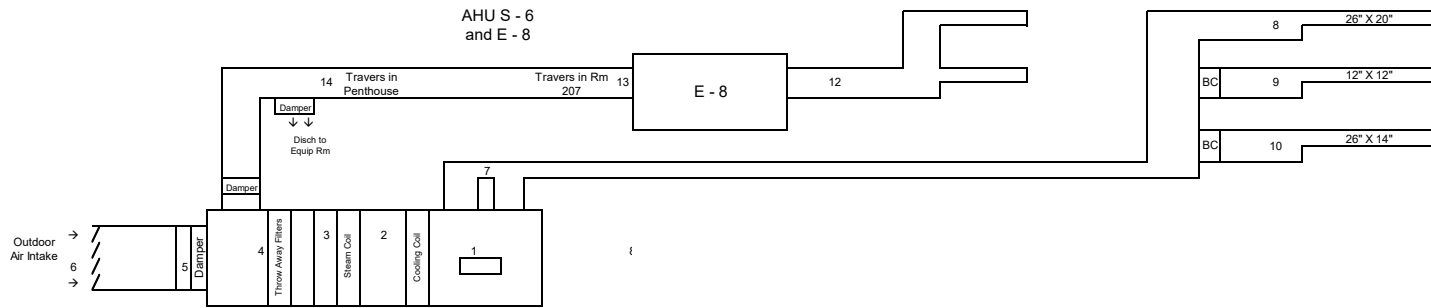 AHU S - 6
and E - 8
8
26" X 20"
14
Travers in
Penthouse
Travers in Rm
207
13
E - 8
12
BC
9
12" X 12"
Damper
Disch to
Equip Rm
BC
10
26" X 14"
7
Damper
Outdoor
Air Intake
6
5
Damper
4
Throw Away Filters
3
Steam Coil
2
Cooling Coil
1